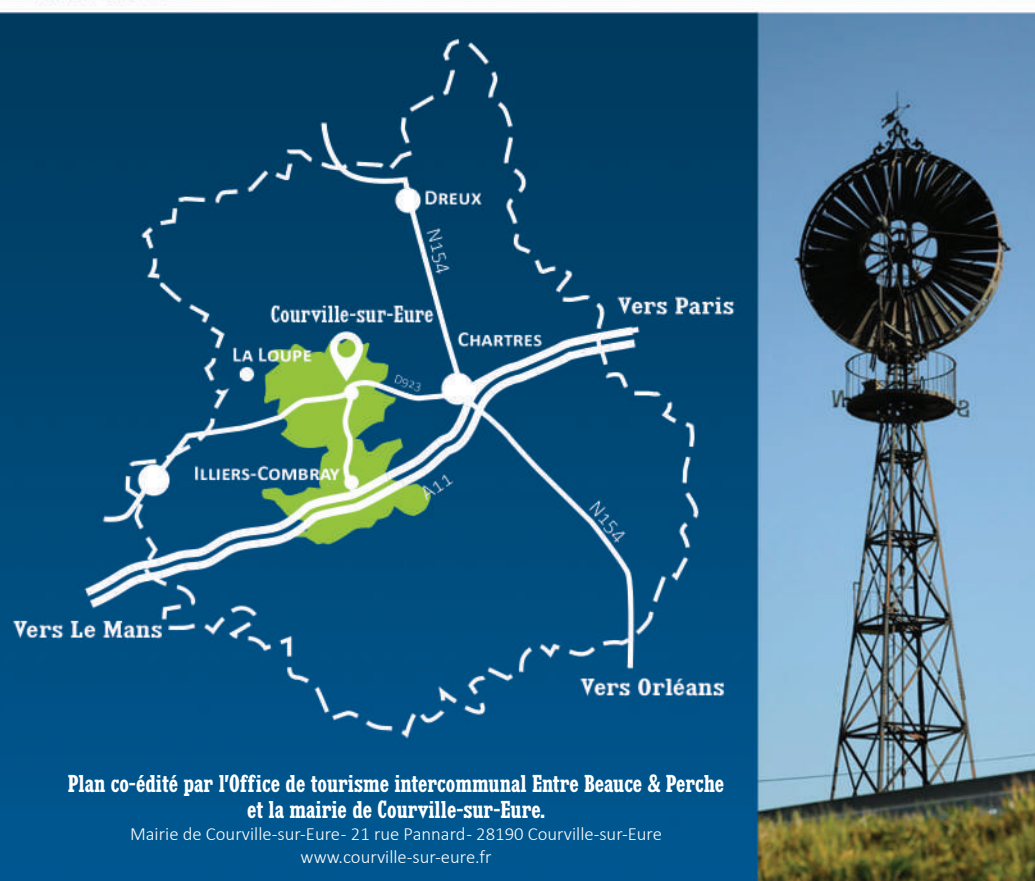 DREUX
N154
Vers Paris
Courville-sur-Eure
CHARTRES
LA LOUPE
D923
ILLIERS-COMBRAY
A11
N154
Vers Le Mans
Vers Orléans
Plan co-édité par l'Office de tourisme intercommunal Entre Beauce & Perche
et la mairie de Courville-sur-Eure.
Mairie de Courville-sur-Eure- 21 rue Pannard- 28190 Courville-sur-Eure
www.courville-sur-eure.fr